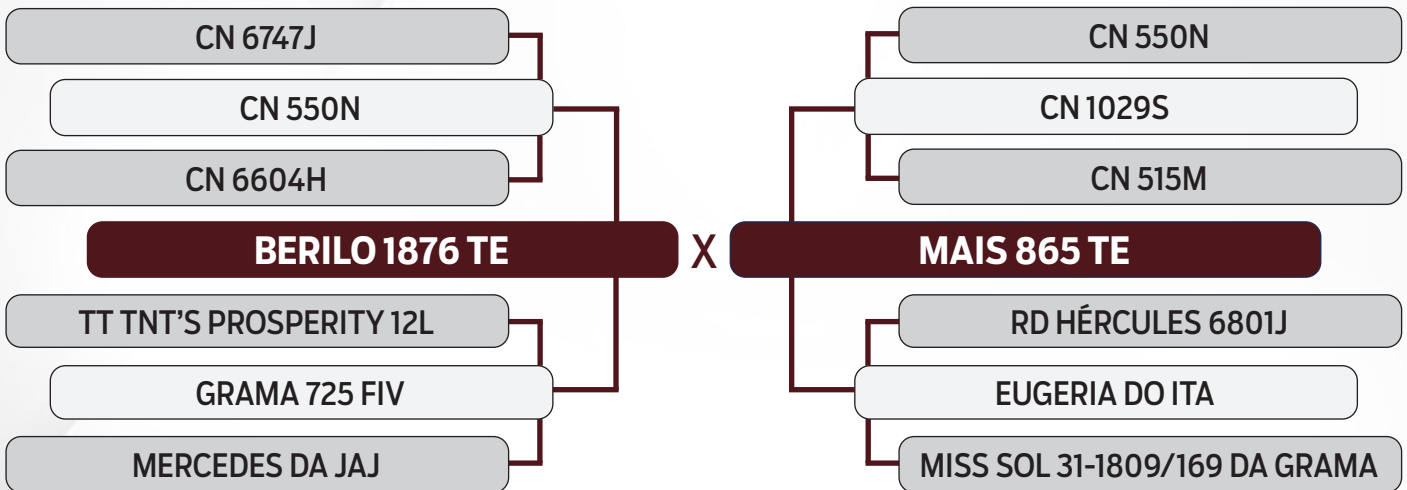 CN 6747J
CN 550N
CN 6604H
BERILO 1876 TE
TT TNT'S PROSPERITY 12L
GRAMA 725 FIV
MERCEDES DA JAJ
X
CN 550N
CN 1029S
CN 515M
MAIS 865 TE
RD HÉRCULES 6801J
EUGERIA DO ITA
MISS SOL 31-1809/169 DA GRAMA